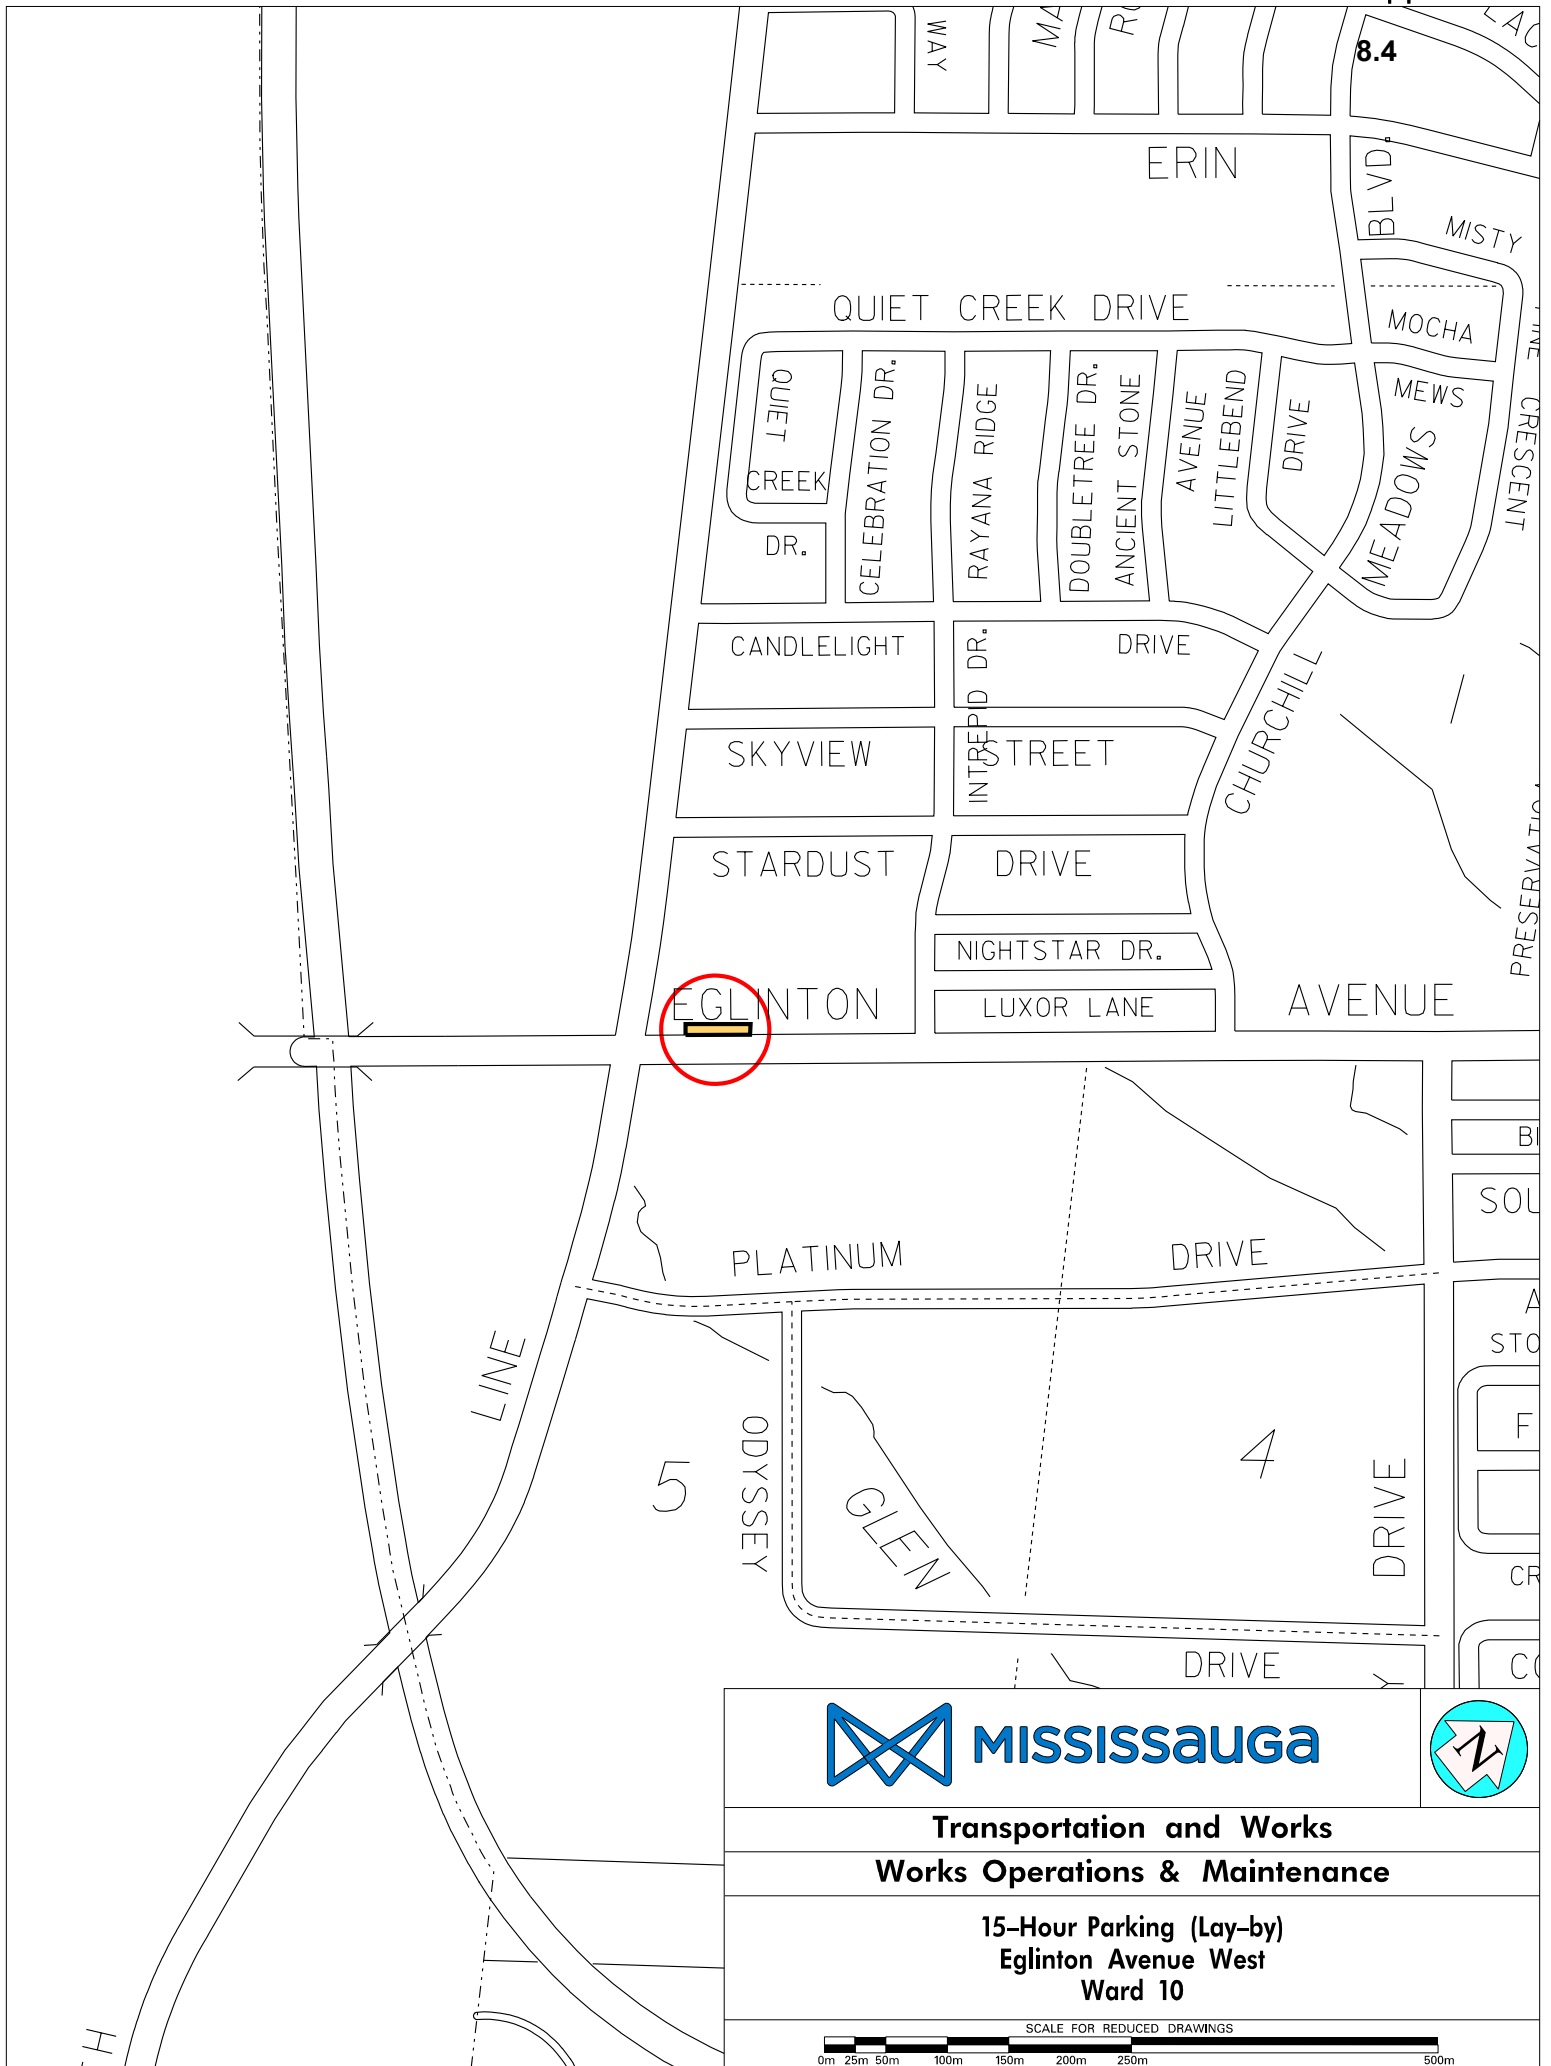 8.4
WAY
ERIN
BLVD.
MISTY
QUIET CREEK DRIVE
MOCHA
MEWS
QUIET
CREEK
DR.
CELEBRATION DR.
RAYANA RIDGE
DOUBLETREE DR.
ANCIENT STONE
AVENUE
LITTLEBEND
DRIVE
MEADOWS
CRESCENT
CANDLELIGHT DRIVE
INTREPID DR.
CHURCHILL
SKYVIEW STREET
STARDUST DRIVE
NIGHTSTAR DR.
LUXOR LANE
EGLINTON AVENUE
PLATINUM DRIVE
SOU
STO
LINE
ODYSSEY
5
GLEN
4
DRIVE
F
CR
DRIVE
H
MISSISSAUGA
N
Transportation and Works
Works Operations & Maintenance
15-Hour Parking (Lay-by)
Eglinton Avenue West
Ward 10
SCALE FOR REDUCED DRAWINGS
0m 25m 50m 100m 150m 200m 250m 500m